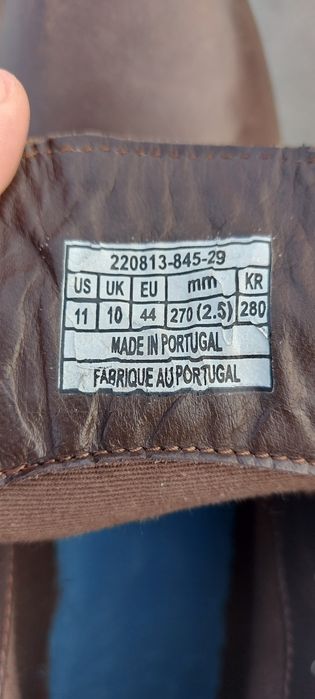 220813-845-29
US UK EU mm KR
11 10 44 270 (2.5) 280
MADE IN PORTUGAL
FABRIQUE AU PORTUGAL